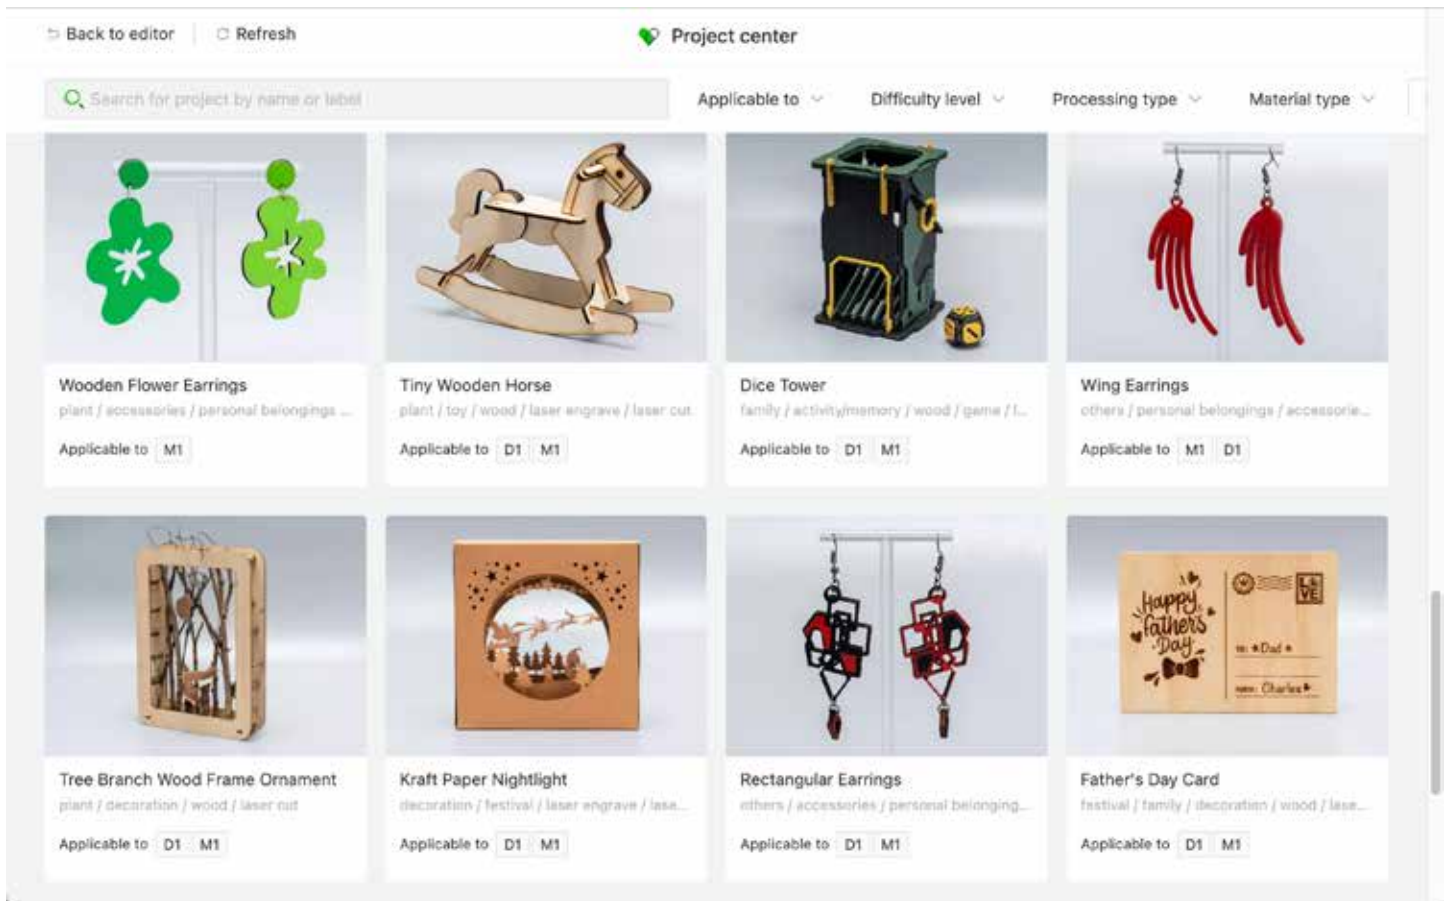 Back to editor
Refresh
Project center
Search for project by name or label
Applicable to
Difficulty level
Processing type
Material type
Wooden Flower Earrings
plant / accessories / personal belongings ...
Applicable to M1
Tiny Wooden Horse
plant / toy / wood / laser engrave / laser cut
Applicable to D1 M1
Dice Tower
family / activity/memory / wood / game / l...
Applicable to D1 M1
Wing Earrings
others / personal belongings / accessorie...
Applicable to M1 D1
Tree Branch Wood Frame Ornament
plant / decoration / wood / laser cut
Applicable to D1 M1
Kraft Paper Nightlight
decoration / festival / laser engrave / lase...
Applicable to D1 M1
Rectangular Earrings
others / accessories / personal belonging...
Applicable to D1 M1
Happy
father's
Day
LOVE
to: Dad
Charles
Father's Day Card
festival / family / decoration / wood / lase...
Applicable to D1 M1